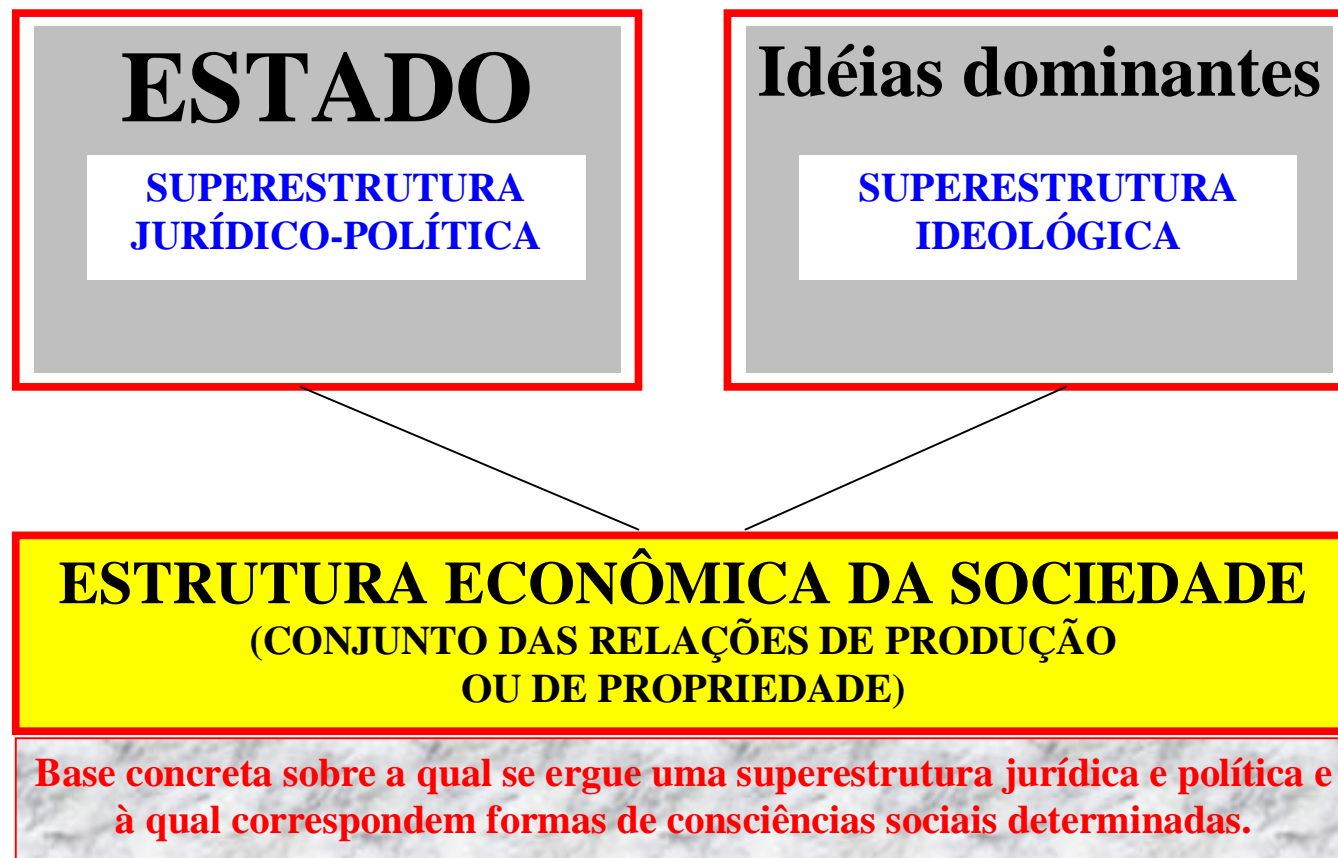 ESTADO
SUPERESTRUTURA
JURÍDICO-POLÍTICA
Idéias dominantes
SUPERESTRUTURA
IDEOLÓGICA
ESTRUTURA ECONÔMICA DA SOCIEDADE
(CONJUNTO DAS RELAÇÕES DE PRODUÇÃO
OU DE PROPRIEDADE)
Base concreta sobre a qual se ergue uma superestrutura jurídica e política e
à qual correspondem formas de consciências sociais determinadas.